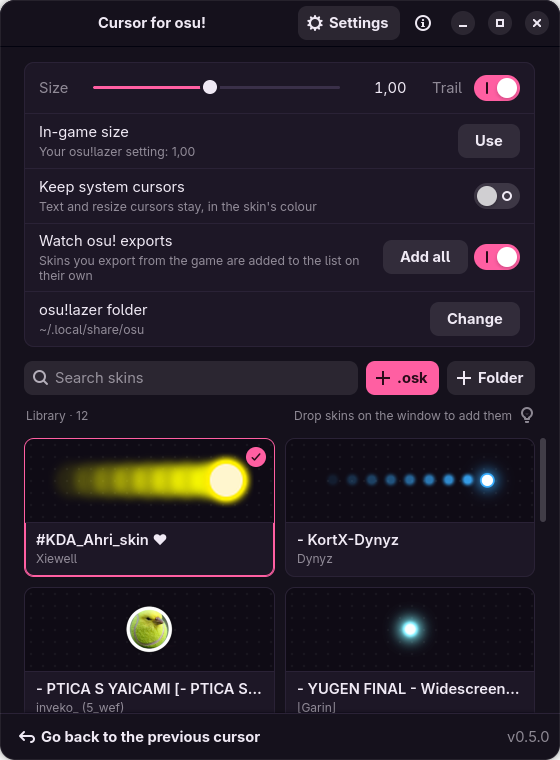 Cursor for osu!
Settings
Size
1,00
Trail
In-game size
Your osu!lazer setting: 1,00
Use
Keep system cursors
Text and resize cursors stay, in the skin's colour
Watch osu! exports
Skins you export from the game are added to the list on
their own
Add all
osu!lazer folder
~/.local/share/osu
Change
Search skins
.osk
Folder
Library · 12
Drop skins on the window to add them
#KDA_Ahri_skin ♥
Xiewell
- KortX-Dynyz
Dynyz
- PTICA S YAICAMI [- PTICA S...
inveko_ (5_wef)
- YUGEN FINAL - Widescreen...
[Garin]
Go back to the previous cursor
v0.5.0